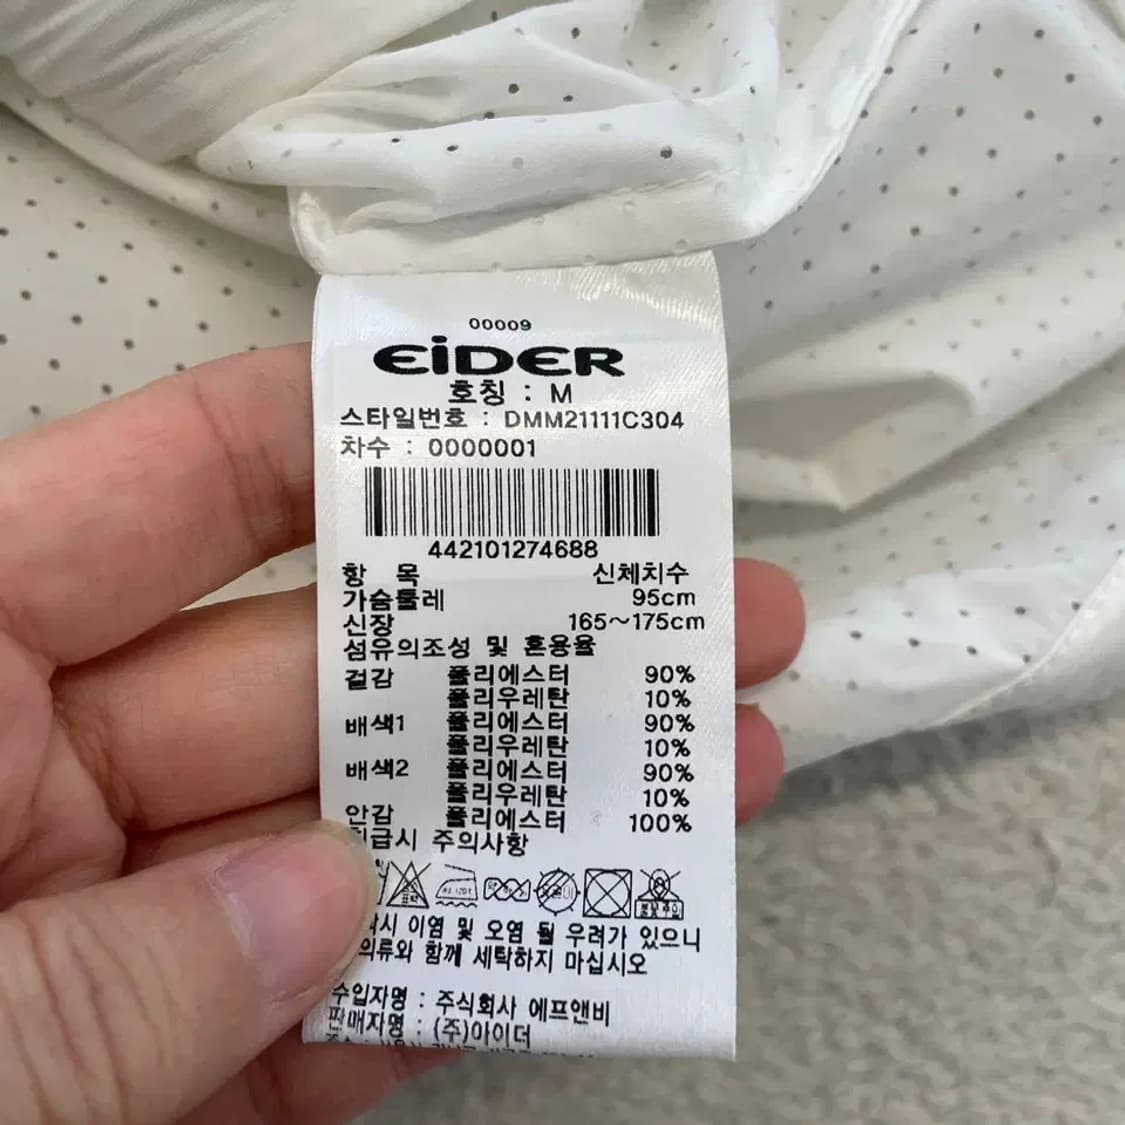 00009
EiDER
호칭 : M
스타일번호 : DMM21111C304
차수 : 0000001
442101274688
항 목 신체치수
가슴둘레 95cm
신장 165~175cm
섬유의조성 및 혼용율
겉감 폴리에스터 90%
폴리우레탄 10%
배색1 폴리에스터 90%
폴리우레탄 10%
배색2 폴리에스터 90%
폴리우레탄 10%
안감 폴리에스터 100%
취급시 주의사항
이염 및 오염 될 우려가 있으니
의류와 함께 세탁하지 마십시오
수입자명 : 주식회사 에프앤비
판매자명 : (주)아이더